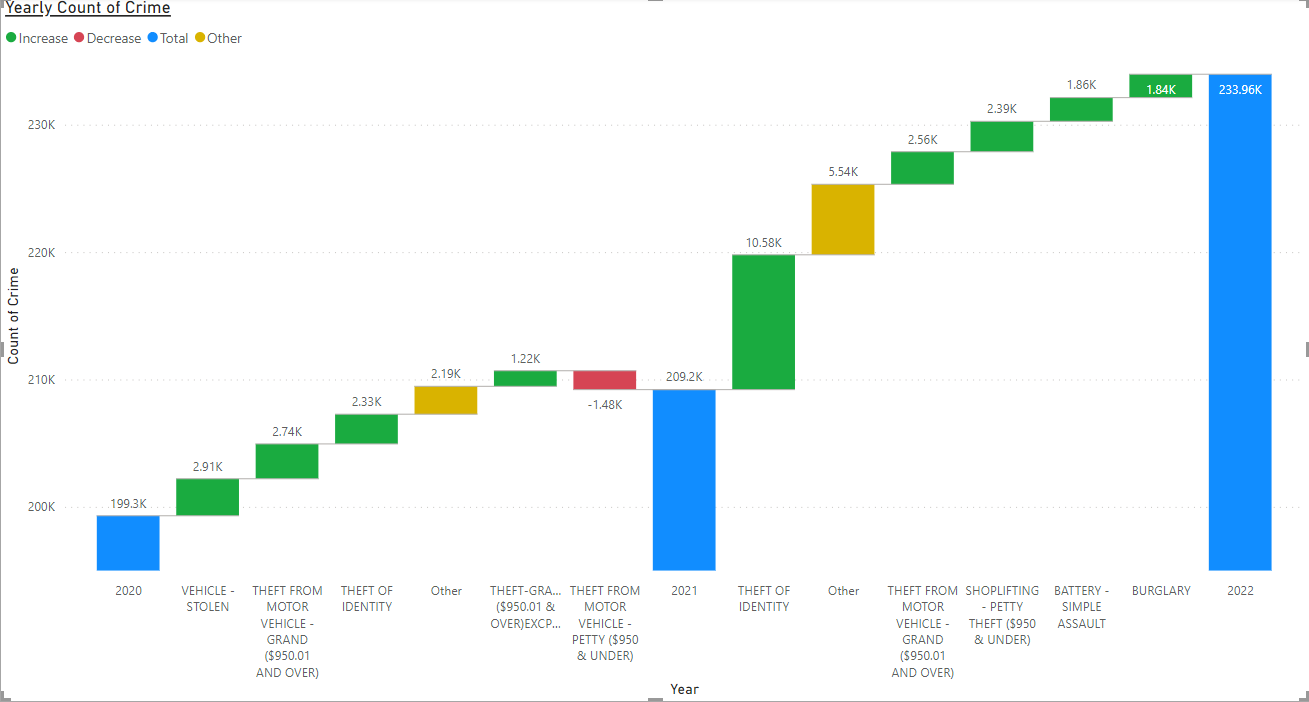 Yearly Count of Crime
Increase Decrease Total Other
Count of Crime
230K
220K
210K
200K
199.3K
2.91K
2.74K
2.33K
2.19K
1.22K
-1.48K
209.2K
10.58K
5.54K
2.56K
2.39K
1.86K
1.84K
233.96K
2020
VEHICLE -
STOLEN
THEFT FROM
MOTOR
VEHICLE -
GRAND
($950.01
AND OVER)
THEFT OF
IDENTITY
Other
THEFT-GRA...
($950.01 &
OVER)EXCP...
THEFT FROM
MOTOR
VEHICLE -
PETTY ($950
& UNDER)
2021
THEFT OF
IDENTITY
Other
THEFT FROM
MOTOR
VEHICLE -
GRAND
($950.01
AND OVER)
SHOPLIFTING
- PETTY
THEFT ($950
& UNDER)
BATTERY -
SIMPLE
ASSAULT
BURGLARY
2022
Year